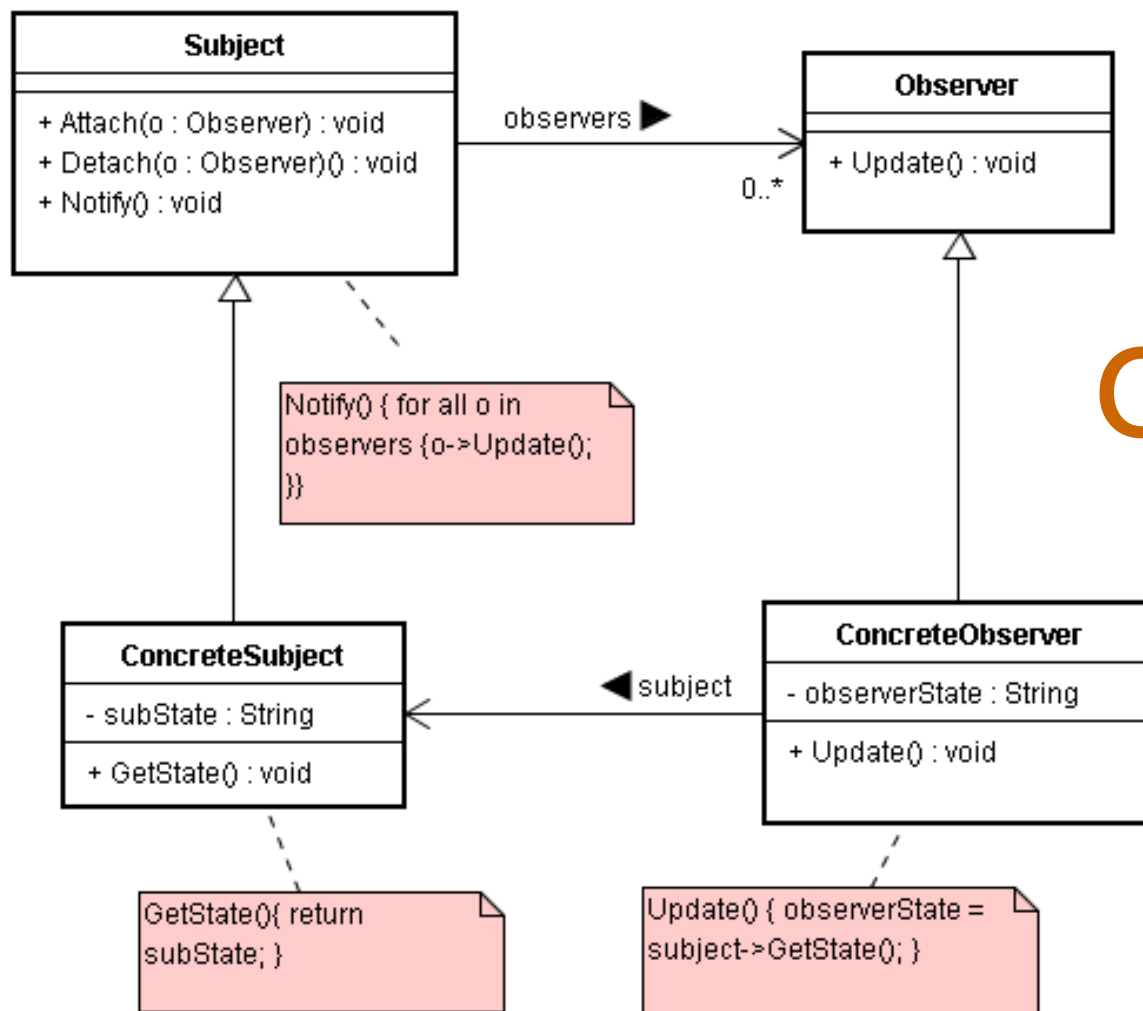 Subject
+ Attach(o : Observer) : void
+ Detach(o : Observer)() : void
+ Notify() : void
observers ▶
0..*
Observer
+ Update() : void
Notify() { for all o in
observers {o->Update();
}}
ConcreteSubject
- subState : String
+ GetState() : void
◀ subject
ConcreteObserver
- observerState : String
+ Update() : void
GetState(){ return
subState; }
Update() { observerState =
subject->GetState(); }